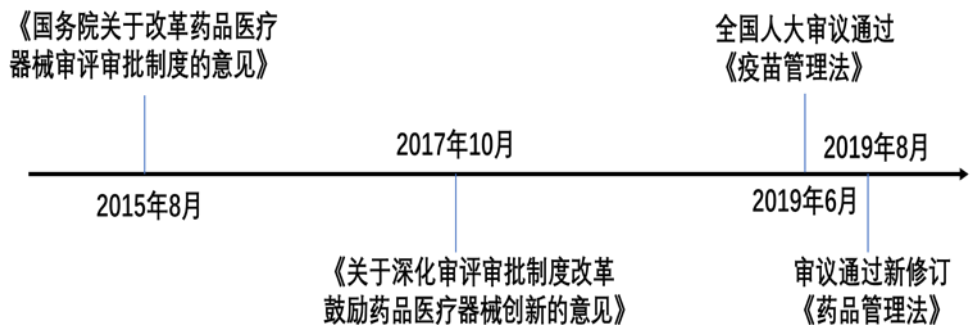 《国务院关于改革药品医疗
器械审评审批制度的意见》
全国人大审议通过
《疫苗管理法》
2017年10月
2019年8月
2015年8月
2019年6月
《关于深化审评审批制度改革
鼓励药品医疗器械创新的意见》
审议通过新修订
《药品管理法》